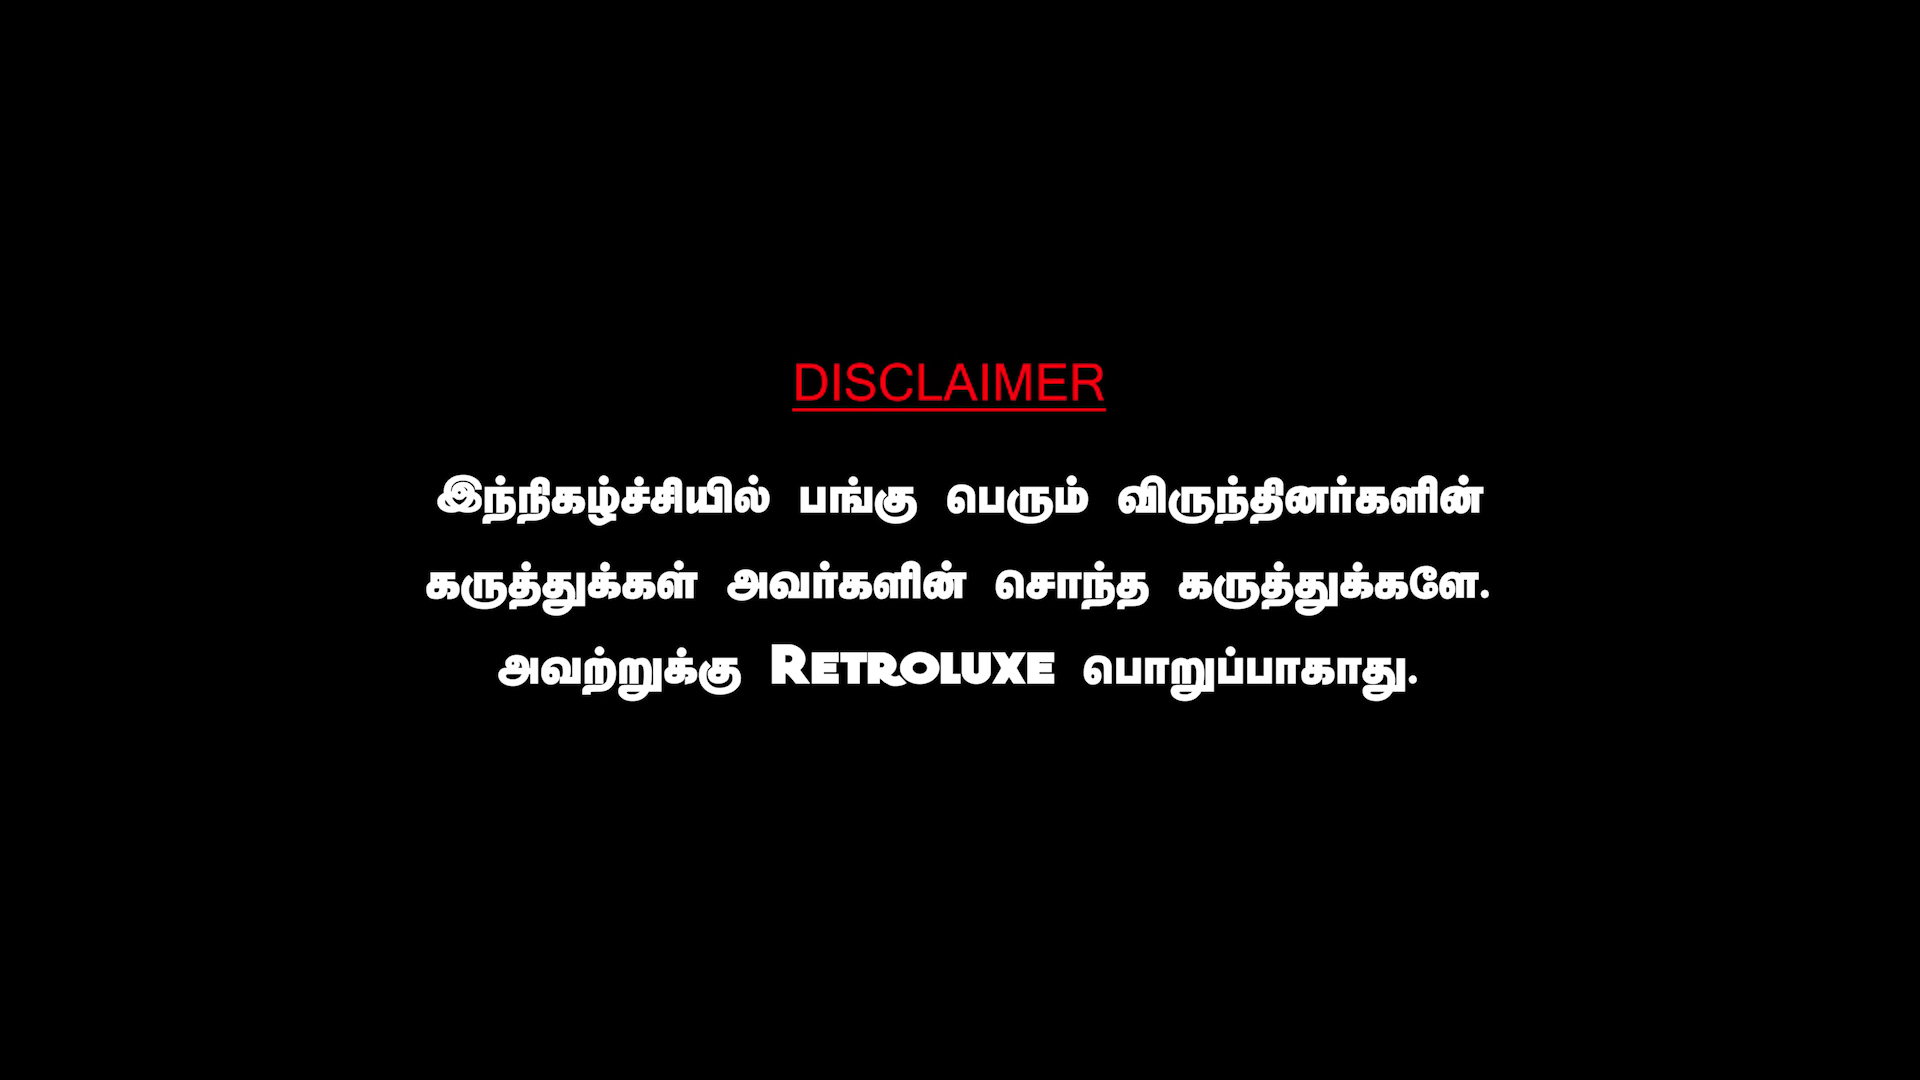 DISCLAIMER
இந்நிகழ்ச்சியில் பங்கு பெரும் விருந்தினர்களின்
கருத்துக்கள் அவர்களின் சொந்த கருத்துக்களே.
அவற்றுக்கு RETROLUXE பொறுப்பாகாது.